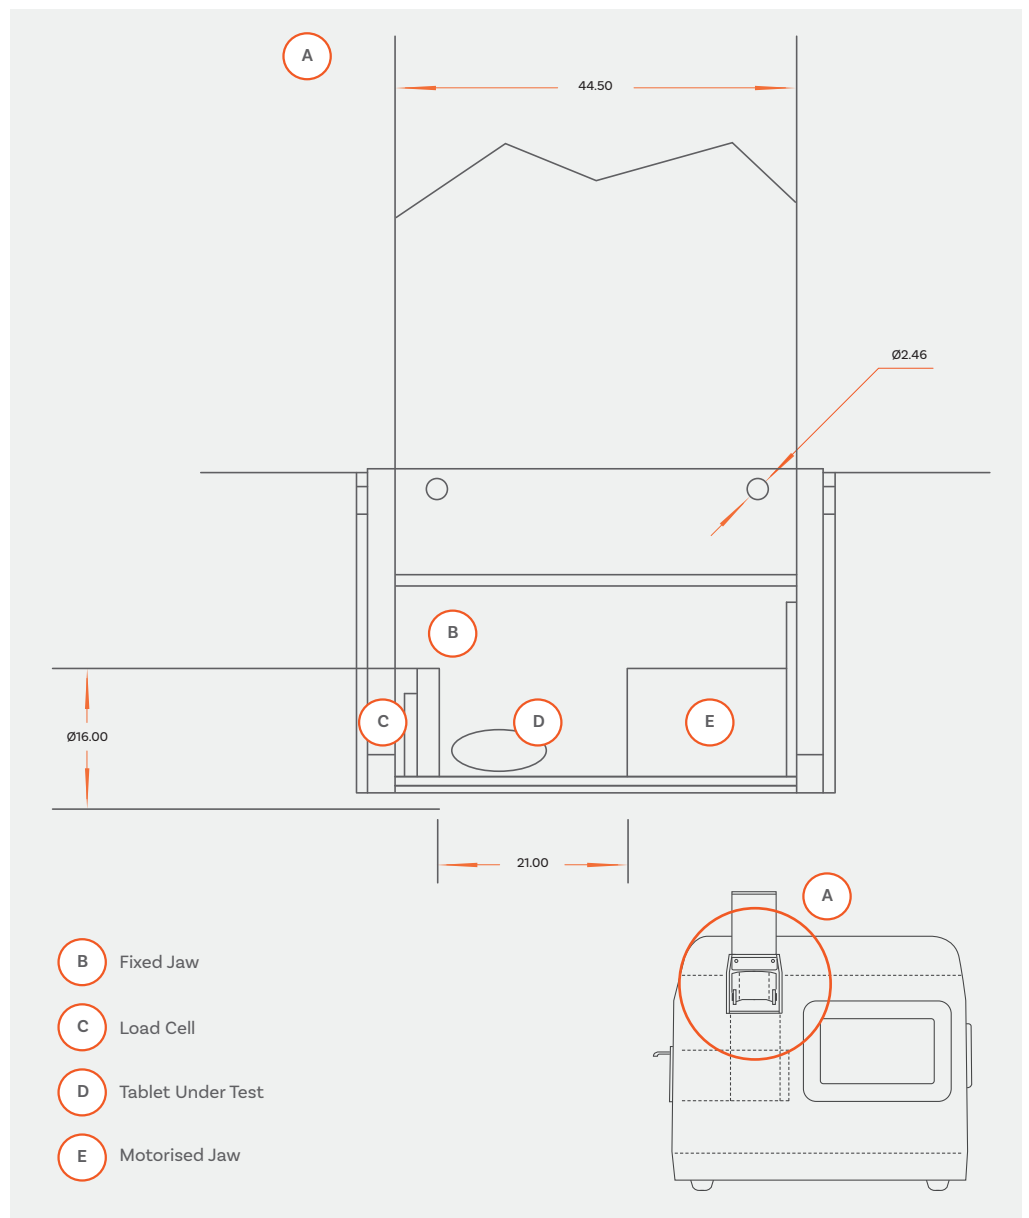 A
44.50
Ø2.46
B
C
D
E
Ø16.00
21.00
A
B Fixed Jaw
C Load Cell
D Tablet Under Test
E Motorised Jaw